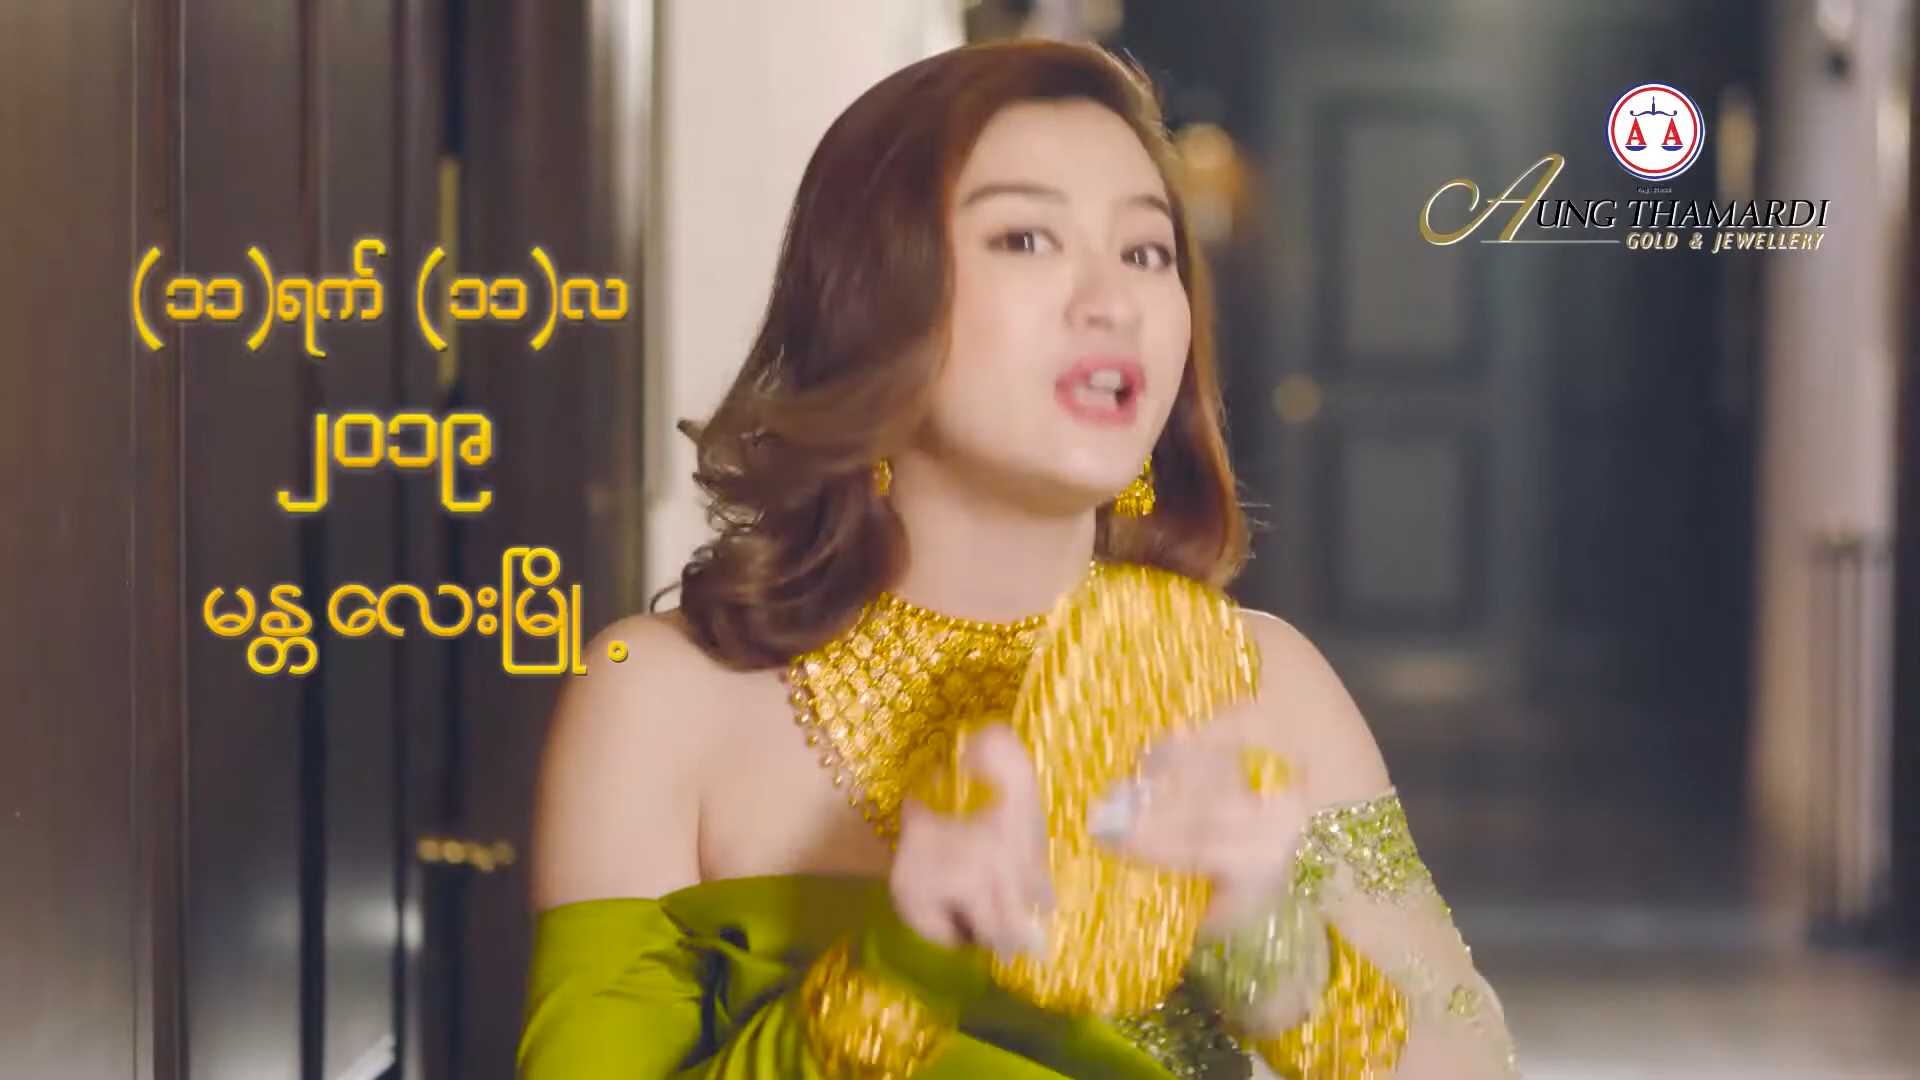 (၁၁)ရက် (၁၁)လ
၂၀၁၉
မန္တလေးမြို့
A A
AUNG THAMARDI
GOLD & JEWELLERY